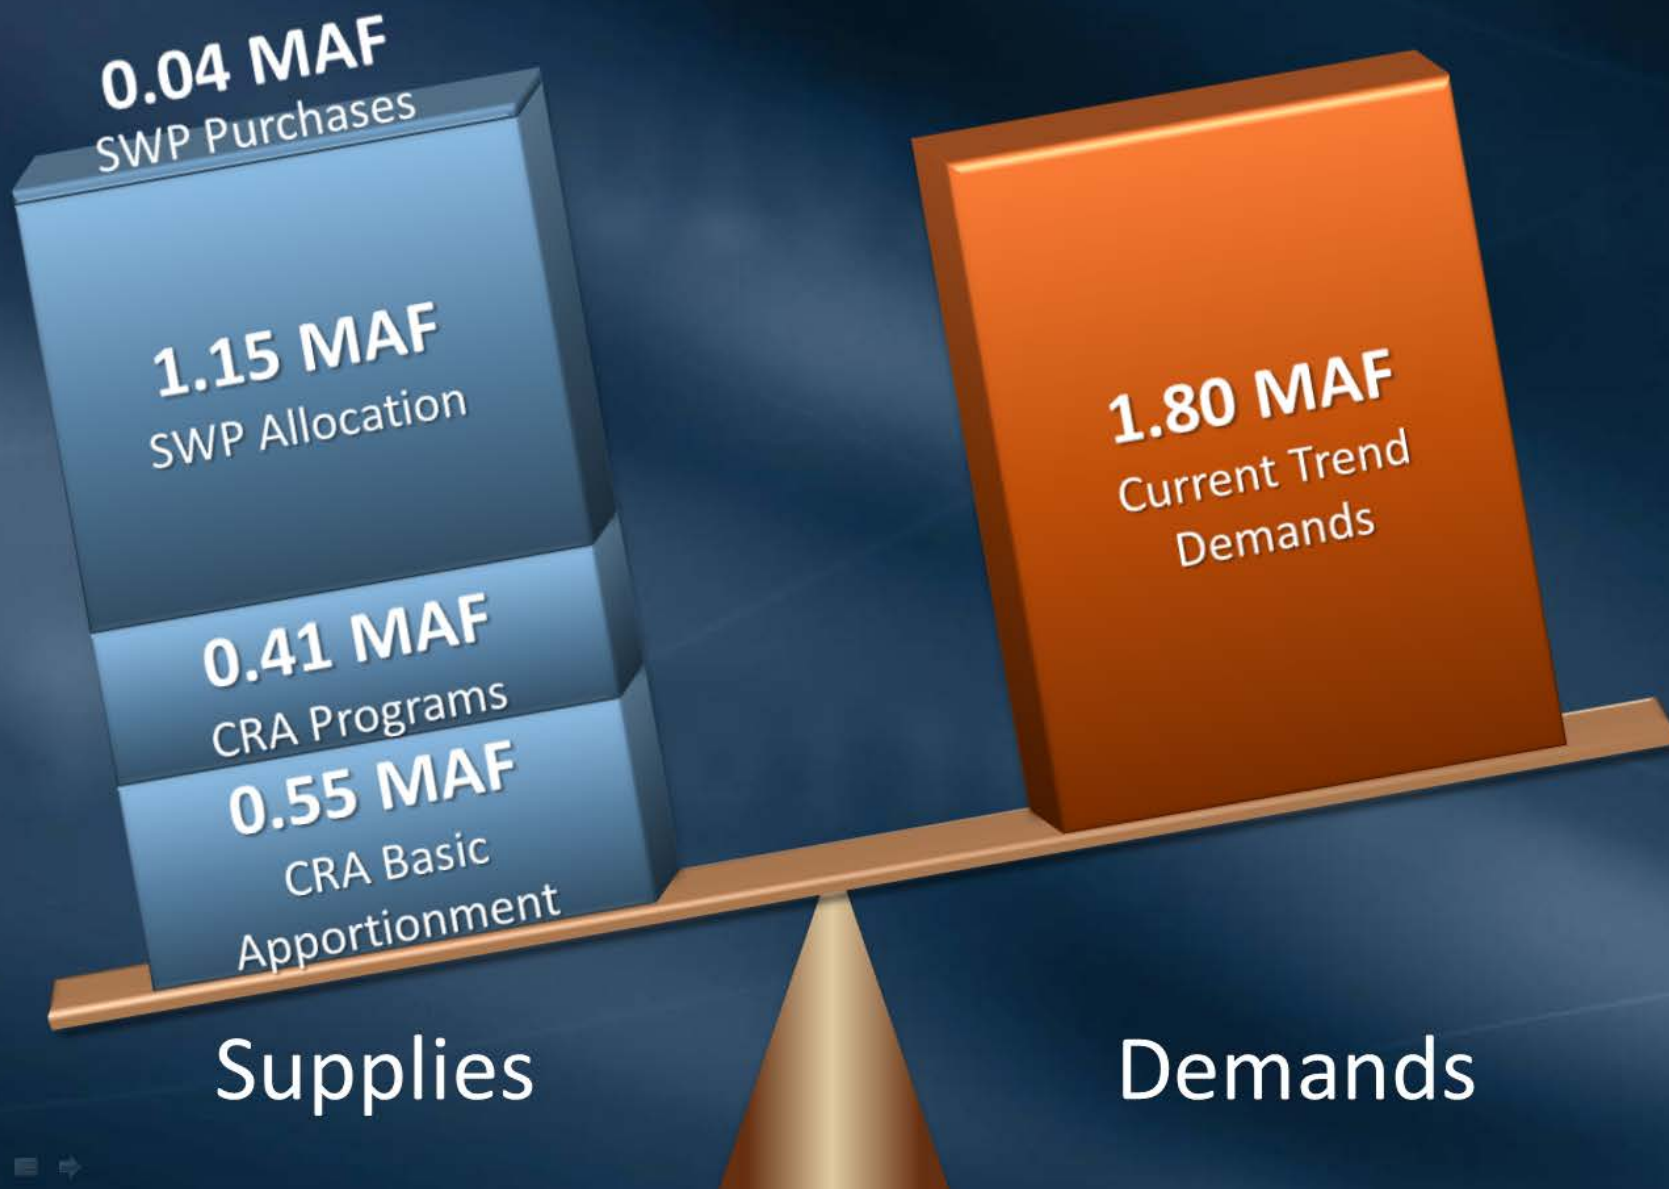 0.04 MAF
SWP Purchases
1.15 MAF
SWP Allocation
0.41 MAF
CRA Programs
0.55 MAF
CRA Basic
Apportionment
Supplies
1.80 MAF
Current Trend
Demands
Demands